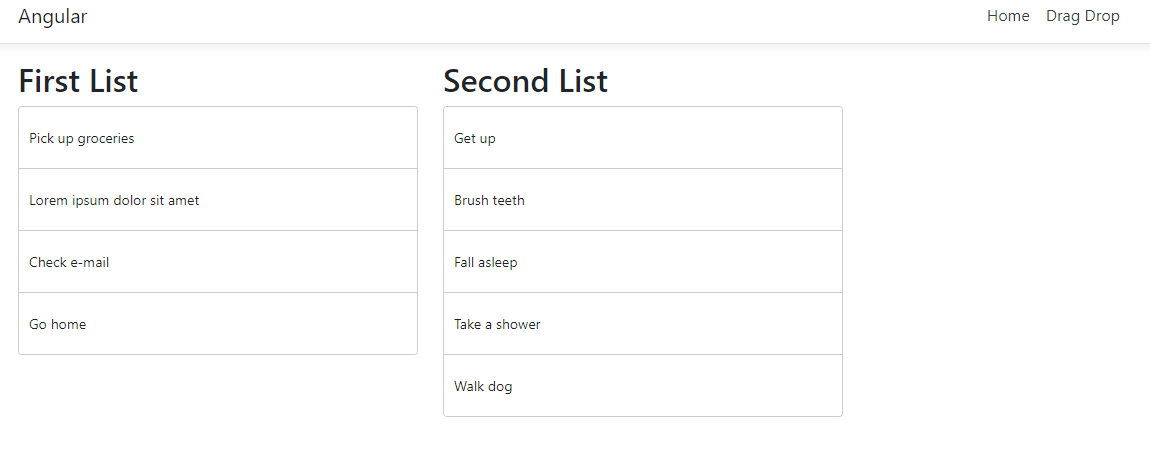 Angular
Home
Drag Drop
First List
Pick up groceries
Lorem ipsum dolor sit amet
Check e-mail
Go home
Second List
Get up
Brush teeth
Fall asleep
Take a shower
Walk dog